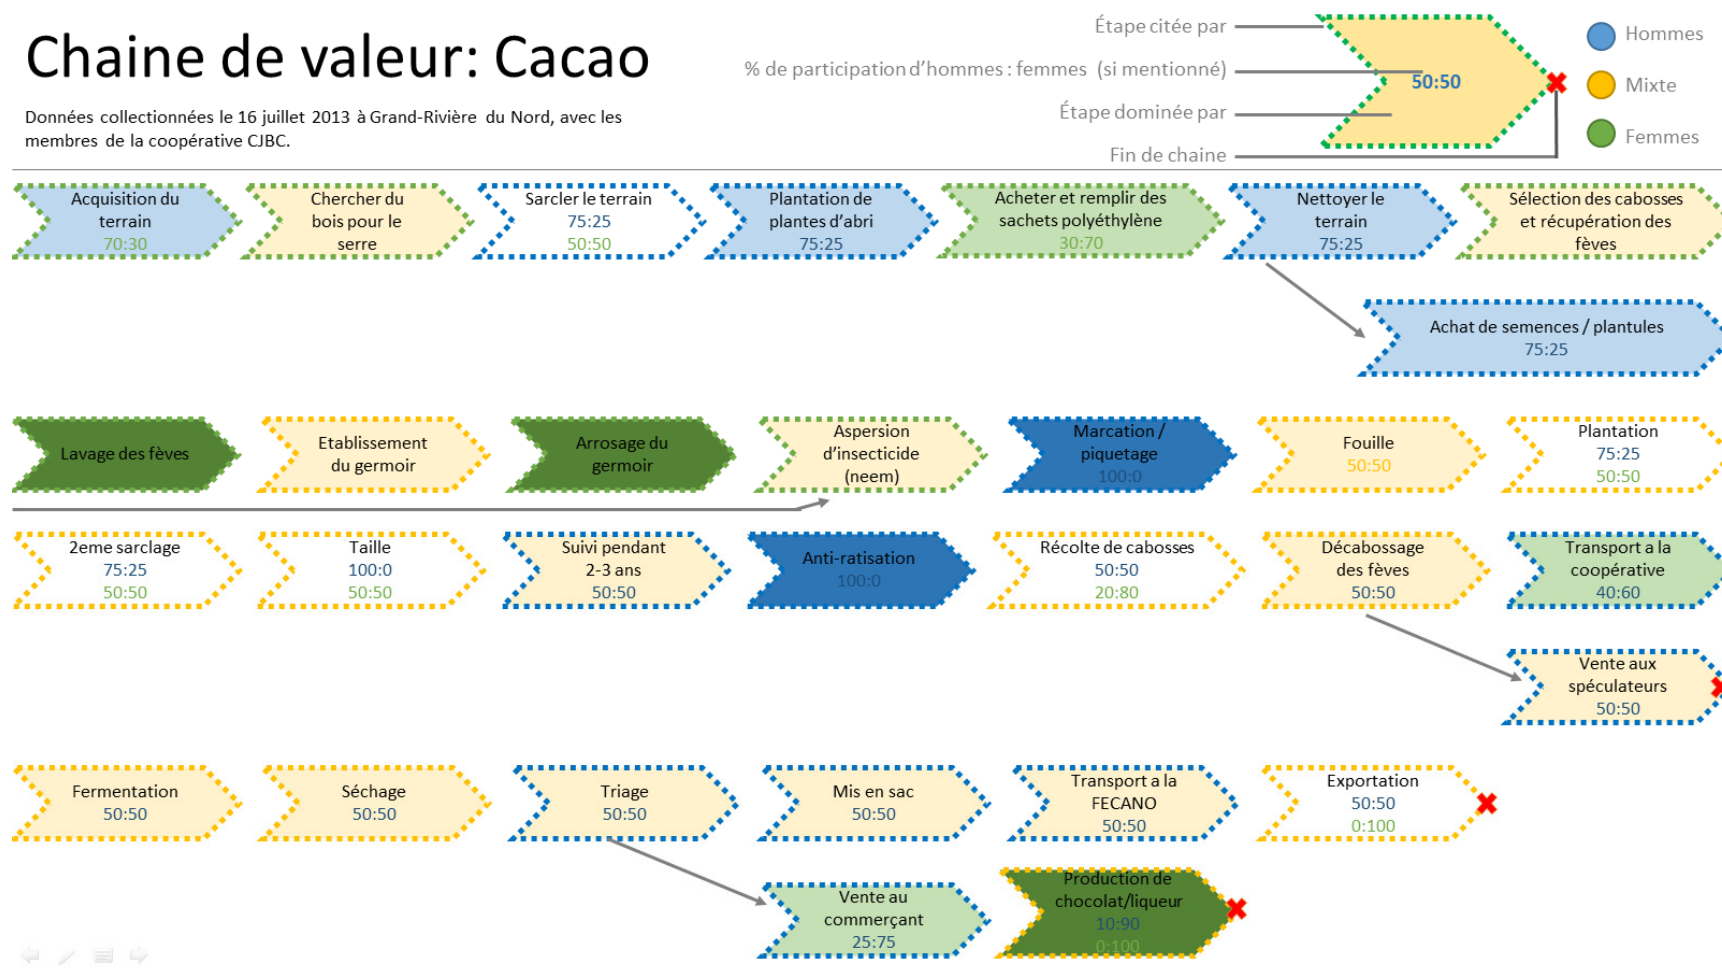 Chaine de valeur: Cacao
Données collectionnées le 16 juillet 2013 à Grand-Rivière du Nord, avec les
membres de la coopérative CJBC.
Étape citée par
% de participation d'hommes : femmes (si mentionné)
Étape dominée par
Fin de chaine
50:50
Hommes
Mixte
Femmes
Acquisition du
terrain
70:30
Chercher du
bois pour le
serre
Sarcler le terrain
75:25
50:50
Plantation de
plantes d'abri
75:25
Acheter et remplir des
sachets polyéthylène
30:70
Nettoyer le
terrain
75:25
Sélection des cabosses
et récupération des
fèves
Achat de semences / plantules
75:25
Lavage des fèves
Etablissement
du germoir
Arrosage du
germoir
Aspersion
d'insecticide
(neem)
Marcation /
piquetage
100:0
Fouille
50:50
Plantation
75:25
50:50
2eme sarclage
75:25
50:50
Taille
100:0
50:50
Suivi pendant
2-3 ans
50:50
Anti-ratisation
100:0
Récolte de cabosses
50:50
20:80
Décabossage
des fèves
50:50
Transport a la
coopérative
40:60
Vente aux
spéculateurs
50:50
Fermentation
50:50
Séchage
50:50
Triage
50:50
Mis en sac
50:50
Transport a la
FECANO
50:50
Exportation
50:50
0:100
Vente au
commerçant
25:75
Production de
chocolat/liqueur
10:90
0:100